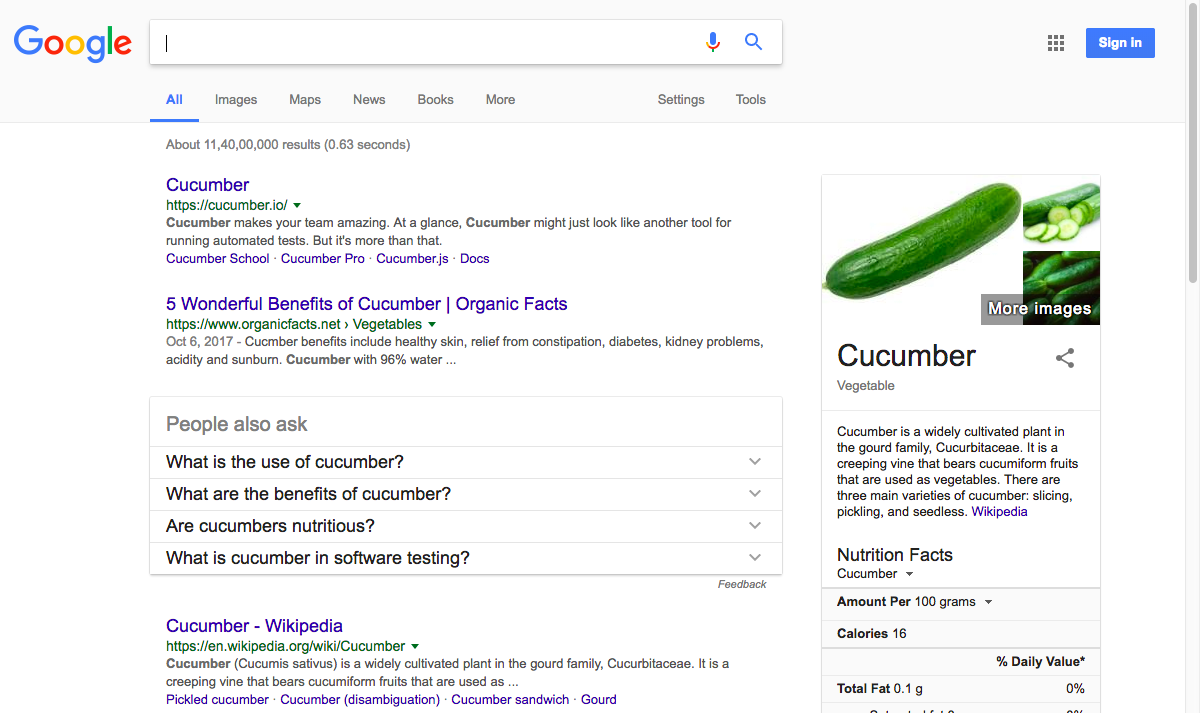 Google
Sign in
All Images Maps News Books More Settings Tools
About 11,40,00,000 results (0.63 seconds)
Cucumber
https://cucumber.io/
Cucumber makes your team amazing. At a glance, Cucumber might just look like another tool for
running automated tests. But it's more than that.
Cucumber School · Cucumber Pro · Cucumber.js · Docs
5 Wonderful Benefits of Cucumber | Organic Facts
https://www.organicfacts.net › Vegetables
Oct 6, 2017 - Cucmber benefits include healthy skin, relief from constipation, diabetes, kidney problems,
acidity and sunburn. Cucumber with 96% water ...
People also ask
What is the use of cucumber?
What are the benefits of cucumber?
Are cucumbers nutritious?
What is cucumber in software testing?
Feedback
Cucumber - Wikipedia
https://en.wikipedia.org/wiki/Cucumber
Cucumber (Cucumis sativus) is a widely cultivated plant in the gourd family, Cucurbitaceae. It is a
creeping vine that bears cucumiform fruits that are used as ...
Pickled cucumber · Cucumber (disambiguation) · Cucumber sandwich · Gourd
More images
Cucumber
Vegetable
Cucumber is a widely cultivated plant in
the gourd family, Cucurbitaceae. It is a
creeping vine that bears cucumiform fruits
that are used as vegetables. There are
three main varieties of cucumber: slicing,
pickling, and seedless. Wikipedia
Nutrition Facts
Cucumber
Amount Per 100 grams
Calories 16
% Daily Value*
Total Fat 0.1 g 0%